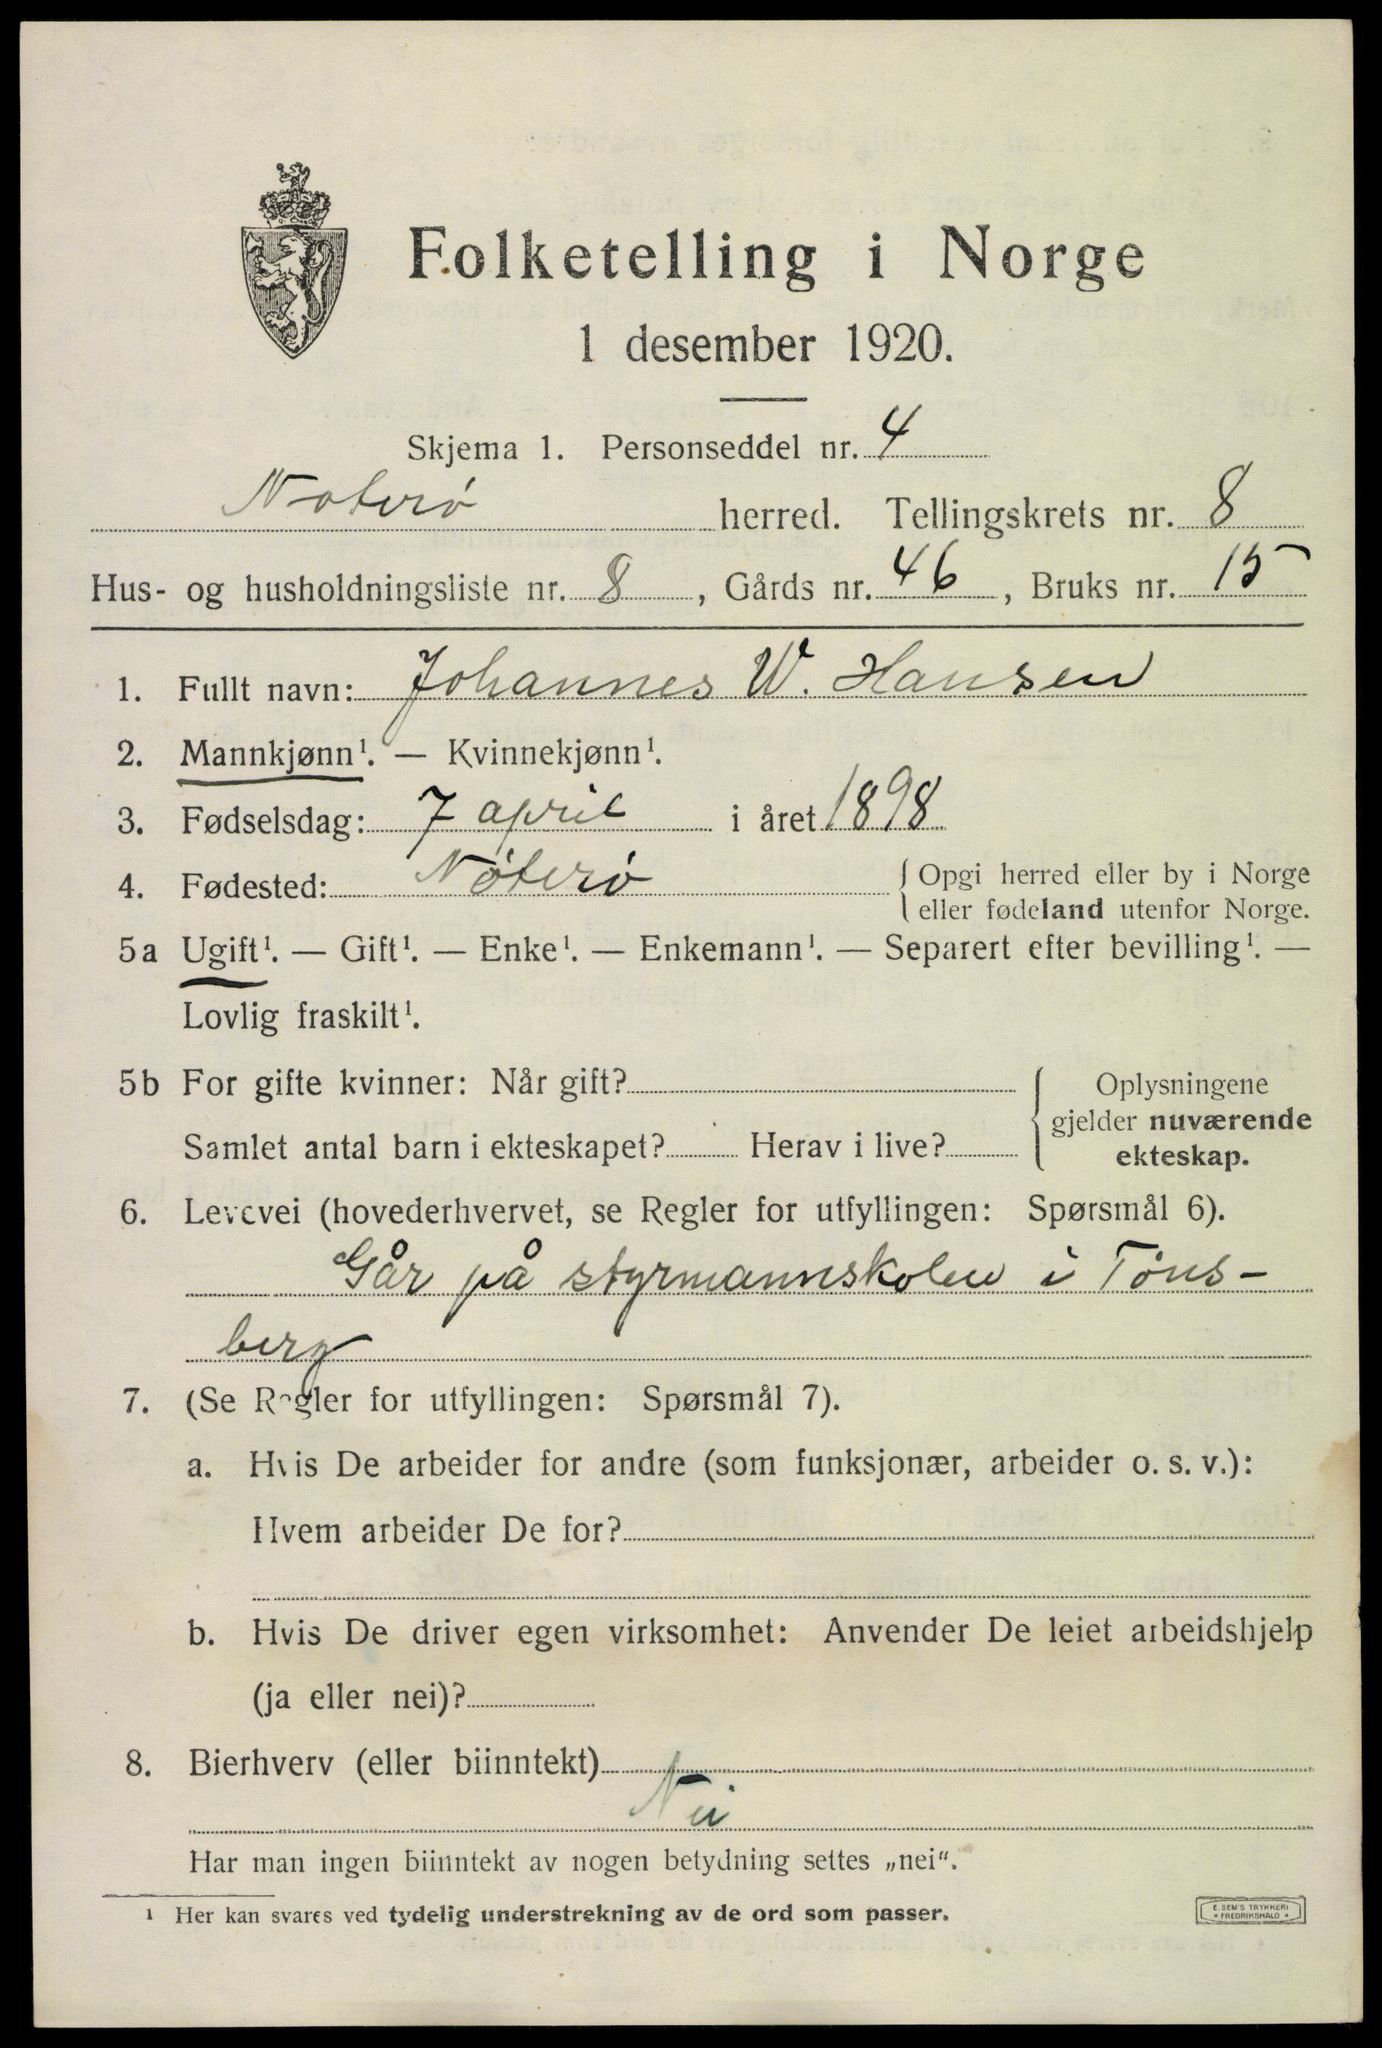 Folketelling i Norge
1 desember 1920.
Skjema 1. Personseddel nr. 4
Nøterø herred. Tellingskrets nr. 8
Hus- og husholdningsliste nr. 8, Gårds nr. 46, Bruks nr. 15
1. Fullt navn: Johannes W. Hansen
2. Mannkjønn¹. — Kvinnekjønn¹.
3. Fødselsdag: 7 april i året 1898
4. Fødested: Nøterø { Opgi herred eller by i Norge
eller fødeland utenfor Norge.
5a Ugift¹. — Gift¹. — Enke¹. — Enkemann¹. — Separert efter bevilling¹. —
Lovlig fraskilt¹.
5b For gifte kvinner: Når gift? { Oplysningene
gjelder nuværende
Samlet antal barn i ekteskapet? Herav i live? ekteskap.
6. Levevei (hovederhvervet, se Regler for utfyllingen: Spørsmål 6).
Går på styrmannskolen i Tøns-
berg
7. (Se Regler for utfyllingen: Spørsmål 7).
a. Hvis De arbeider for andre (som funksjonær, arbeider o. s. v.):
Hvem arbeider De for?
b. Hvis De driver egen virksomhet: Anvender De leiet arbeidshjelp
(ja eller nei)?
8. Bierhverv (eller biinntekt)
Nei
Har man ingen biinntekt av nogen betydning settes „nei“.
¹ Her kan svares ved tydelig understrekning av de ord som passer.
E. SEM'S TRYKKERI
* FREDRIKSHALD *